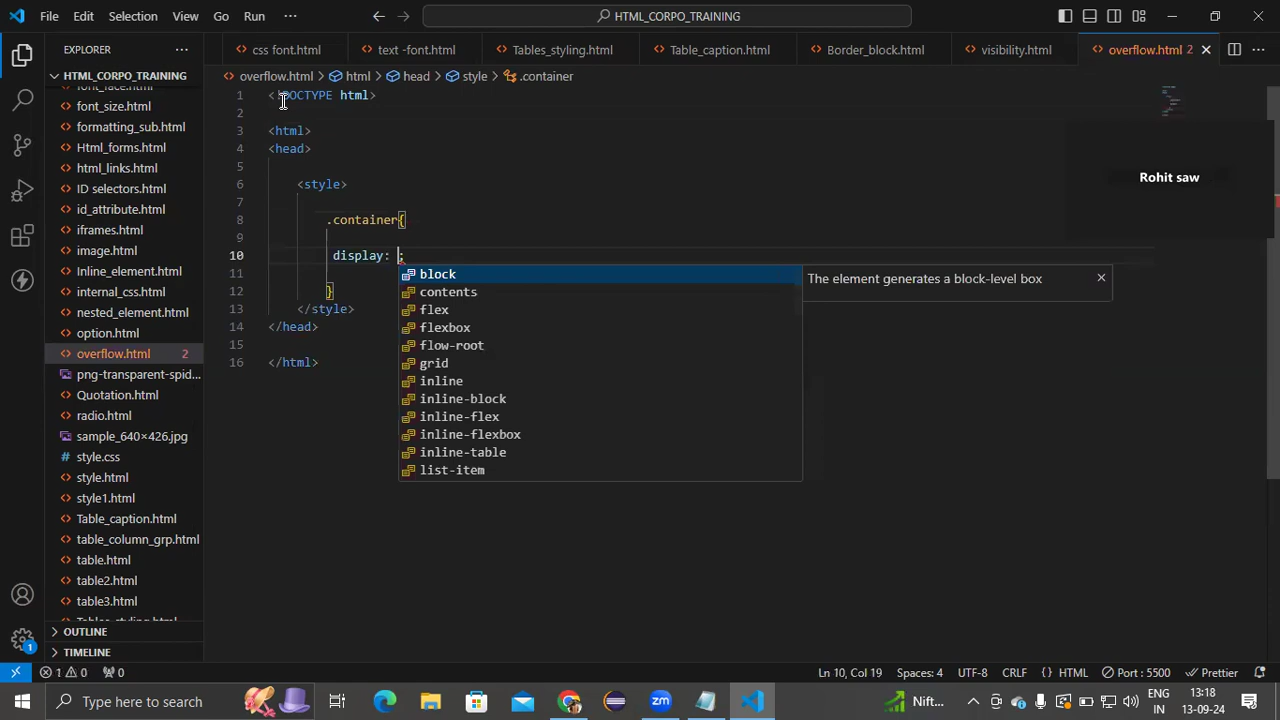 File Edit Selection View Go Run ··· HTML_CORPO_TRAINING
EXPLORER ···
css font.html text -font.html Tables_styling.html Table_caption.html Border_block.html visibility.html overflow.html 2
HTML_CORPO_TRAINING
overflow.html > html > head > style > .container
font_face.html
font_size.html
formatting_sub.html
Html_forms.html
html_links.html
ID selectors.html
id_attribute.html
iframes.html
image.html
Inline_element.html
internal_css.html
nested_element.html
option.html
overflow.html 2
png-transparent-spid...
Quotation.html
radio.html
sample_640×426.jpg
style.css
style.html
style1.html
Table_caption.html
table_column_grp.html
table.html
table2.html
table3.html
Tables_styling.html
OUTLINE
TIMELINE
1 <!DOCTYPE html>
2
3 <html>
4 <head>
5
6 <style>
7
8 .container{
9
10 display: ;
11
12 }
13 </style>
14 </head>
15
16 </html>
block
contents
flex
flexbox
flow-root
grid
inline
inline-block
inline-flex
inline-flexbox
inline-table
list-item
The element generates a block-level box
Rohit saw
1 0 0 Ln 10, Col 19 Spaces: 4 UTF-8 CRLF {} HTML Port : 5500 Prettier
Type here to search
Nift...
ENG
IN
13:18
13-09-24